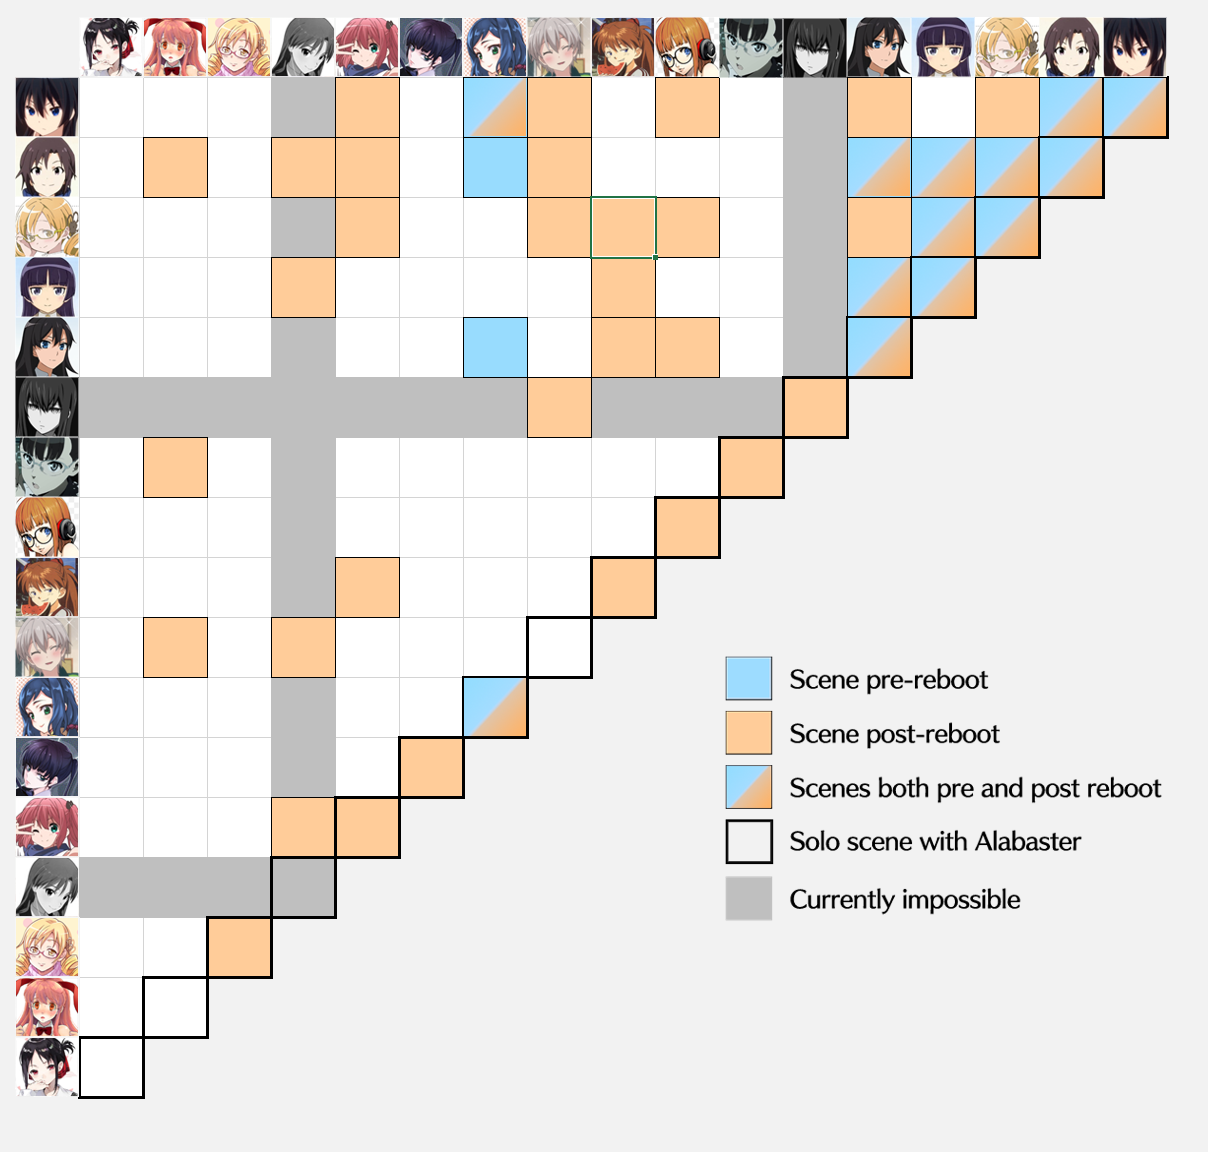 Scene pre-reboot
Scene post-reboot
Scenes both pre and post reboot
Solo scene with Alabaster
Currently impossible